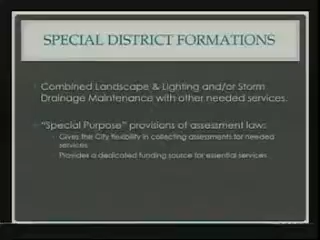 SPECIAL DISTRICT FORMATIONS
Combined Landscape & Lighting and/or Storm
Drainage Maintenance with other needed services.
"Special Purpose" provisions of assessment law:
Gives the City flexibility in collecting assessments for needed
services
Provides a dedicated funding source for essential services